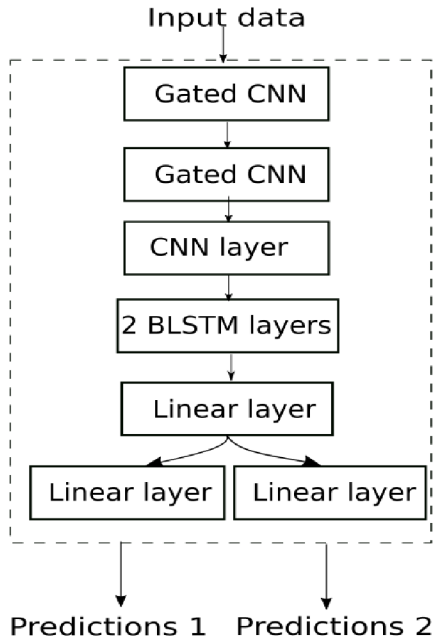 Input data
Gated CNN
Gated CNN
CNN layer
2 BLSTM layers
Linear layer
Linear layer
Linear layer
Predictions 1
Predictions 2